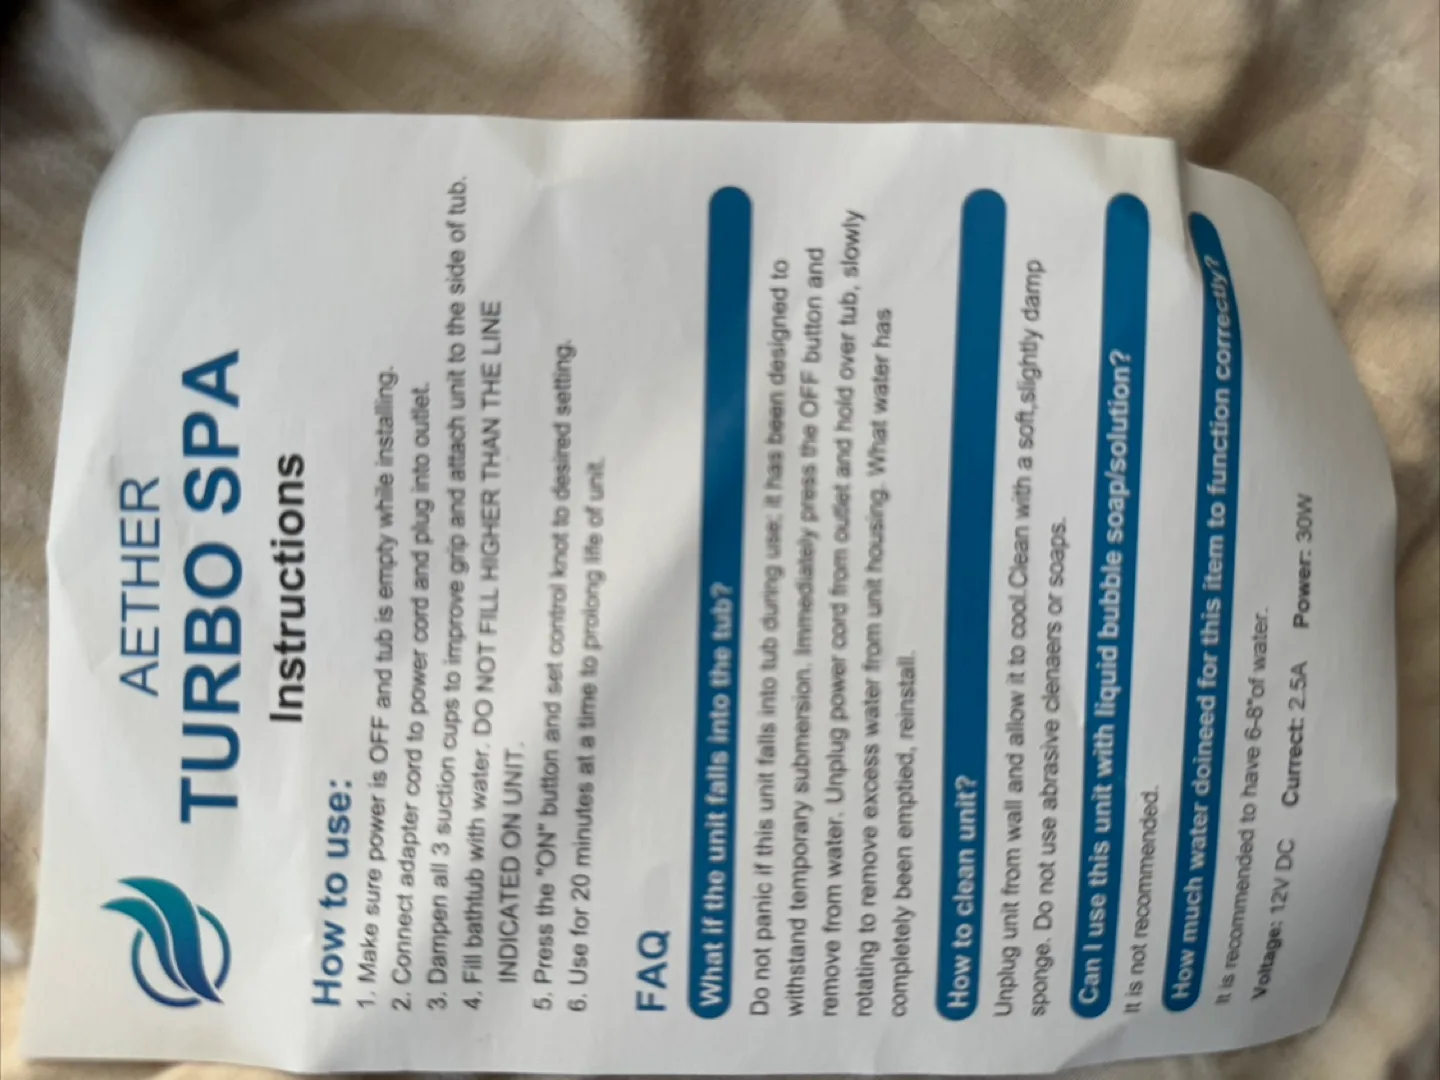 AETHER
TURBO SPA
Instructions
How to use:
1. Make sure power is OFF and tub is empty while installing.
2. Connect adapter cord to power cord and plug into outlet.
3. Dampen all 3 suction cups to improve grip and attach unit to the side of tub.
4. Fill bathtub with water. DO NOT FILL HIGHER THAN THE LINE
INDICATED ON UNIT.
5. Press the "ON" button and set control knot to desired setting.
6. Use for 20 minutes at a time to prolong life of unit.
FAQ
What if the unit falls into the tub?
Do not panic if this unit falls into tub during use; it has been designed to
withstand temporary submersion. Immediately press the OFF button and
remove from water. Unplug power cord from outlet and hold over tub, slowly
rotating to remove excess water from unit housing. What water has
completely been emptied, reinstall.
How to clean unit?
Unplug unit from wall and allow it to cool.Clean with a soft,slightly damp
sponge. Do not use abrasive clenaers or soaps.
Can I use this unit with liquid bubble soap/solution?
It is not recommended.
How much water doineed for this item to function correctly?
It is recommended to have 6-8"of water.
Voltage: 12V DC Currect: 2.5A Power: 30W